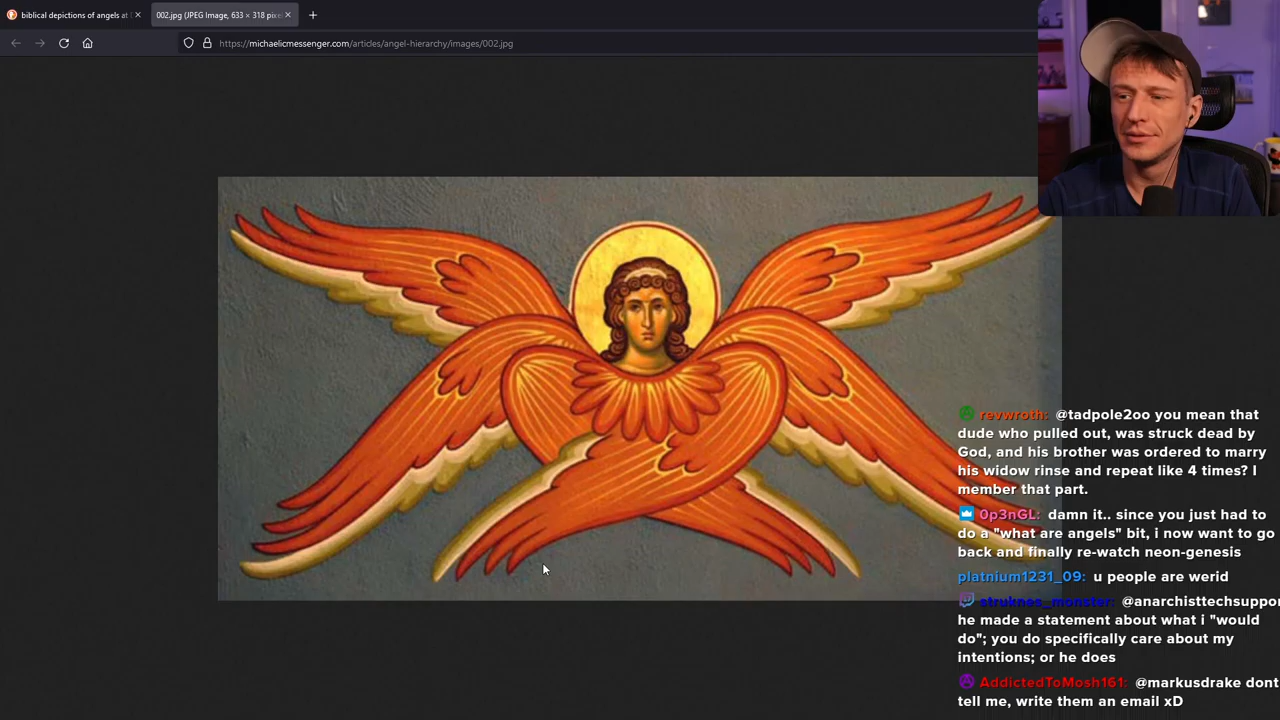 biblical depictions of angels at
002.jpg (JPEG Image, 633 × 318 pixe
https://michaelicmessenger.com/articles/angel-hierarchy/images/002.jpg
revwroth: @tadpole2oo you mean that
dude who pulled out, was struck dead by
God, and his brother was ordered to marry
his widow rinse and repeat like 4 times? I
member that part.
0p3nGL: damn it.. since you just had to
do a "what are angels" bit, i now want to go
back and finally re-watch neon-genesis
platnium1231_09: u people are werid
struknes_monster: @anarchisttechsuppor
he made a statement about what i "would
do"; you do specifically care about my
intentions; or he does
AddictedToMosh161: @markusdrake dont
tell me, write them an email xD